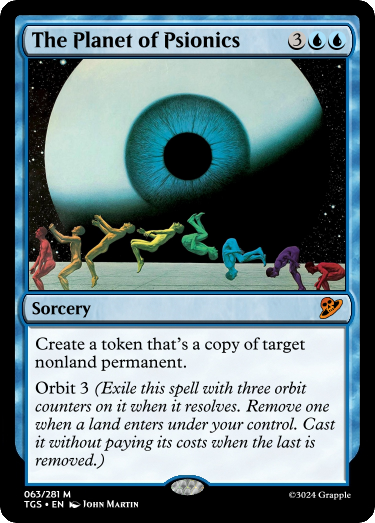 The Planet of Psionics 3
Sorcery
Create a token that's a copy of target
nonland permanent.
Orbit 3 (Exile this spell with three orbit
counters on it when it resolves. Remove one
when a land enters under your control. Cast
it without paying its costs when the last is
removed.)
063/281 M
TGS • EN John Martin
©3024 Grapple